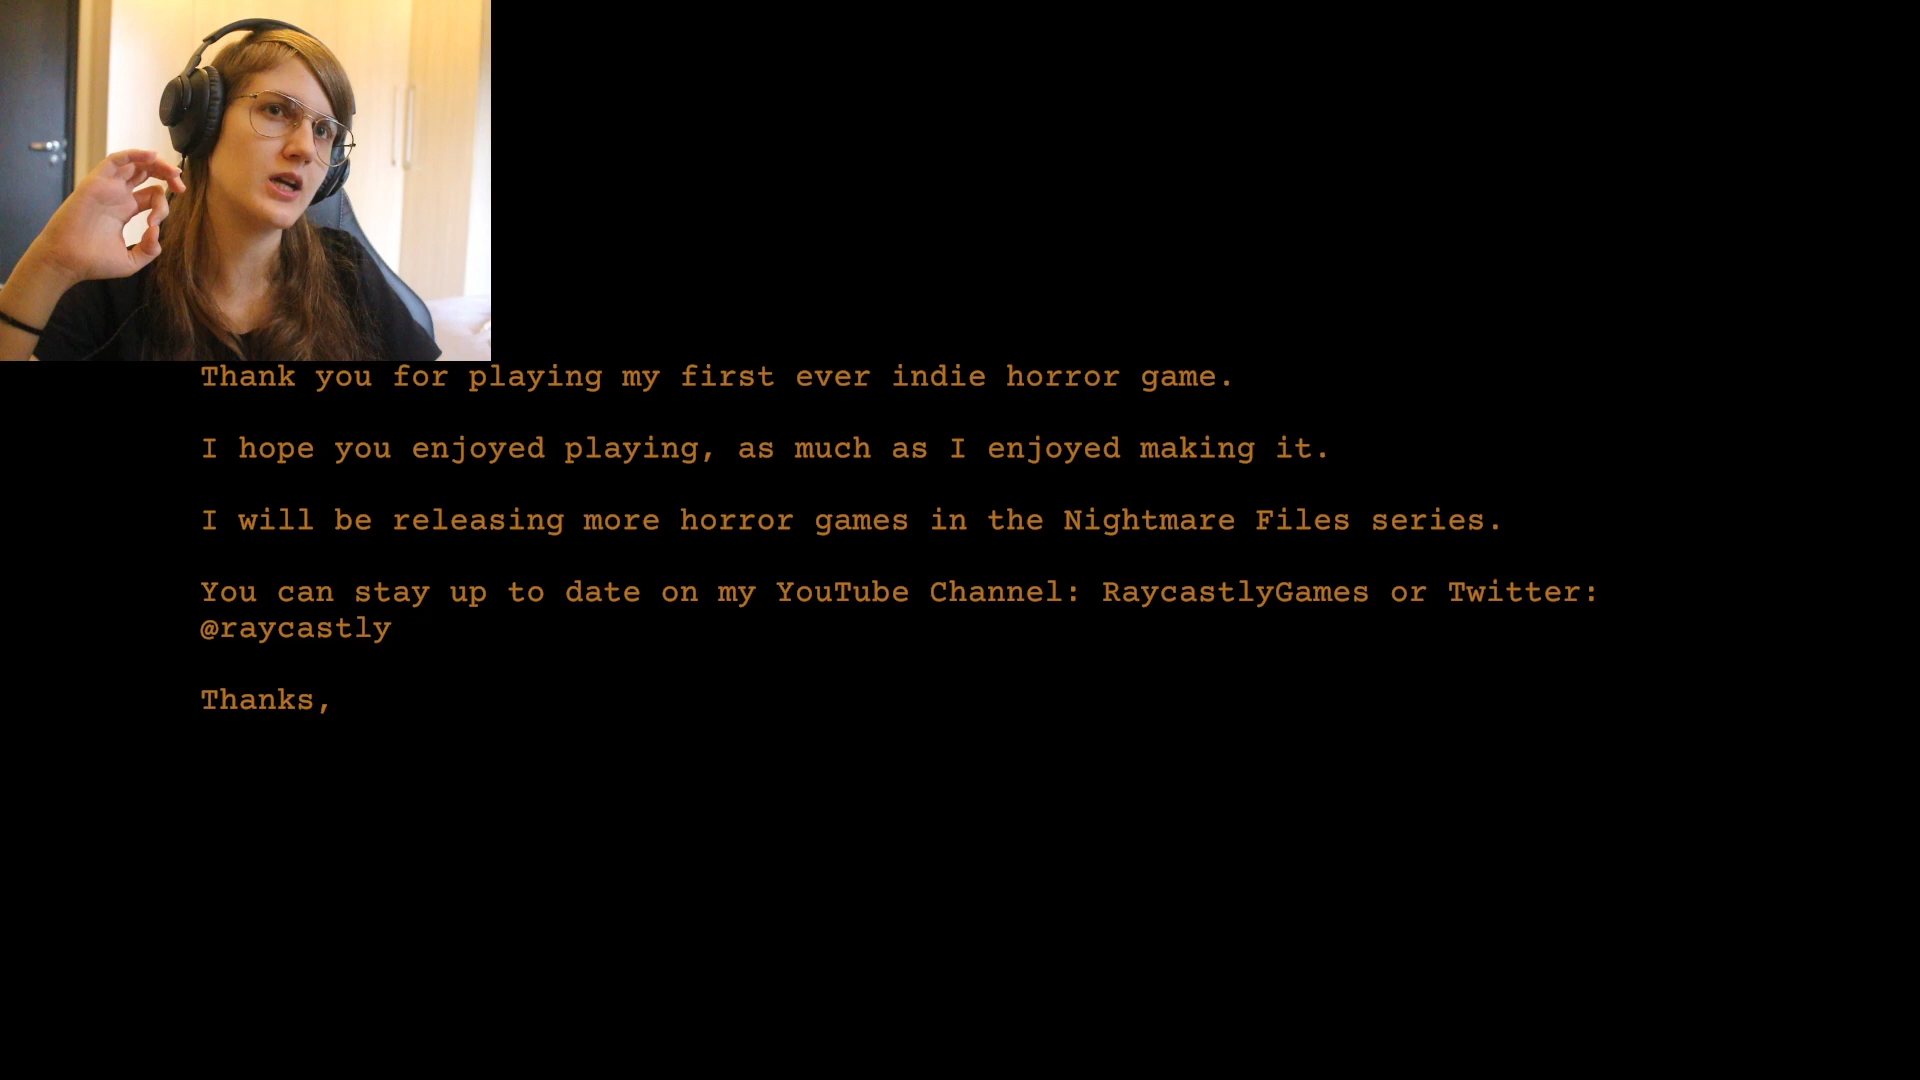 Thank you for playing my first ever indie horror game.
I hope you enjoyed playing, as much as I enjoyed making it.
I will be releasing more horror games in the Nightmare Files series.
You can stay up to date on my YouTube Channel: RaycastlyGames or Twitter:
@raycastly
Thanks,